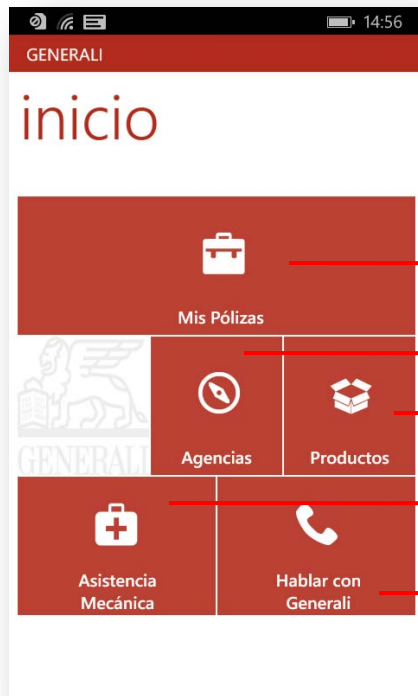 14:56
GENERALI
inicio
Mis Pólizas
GENERALI
Agencias
Productos
Asistencia
Mecánica
Hablar con
Generali